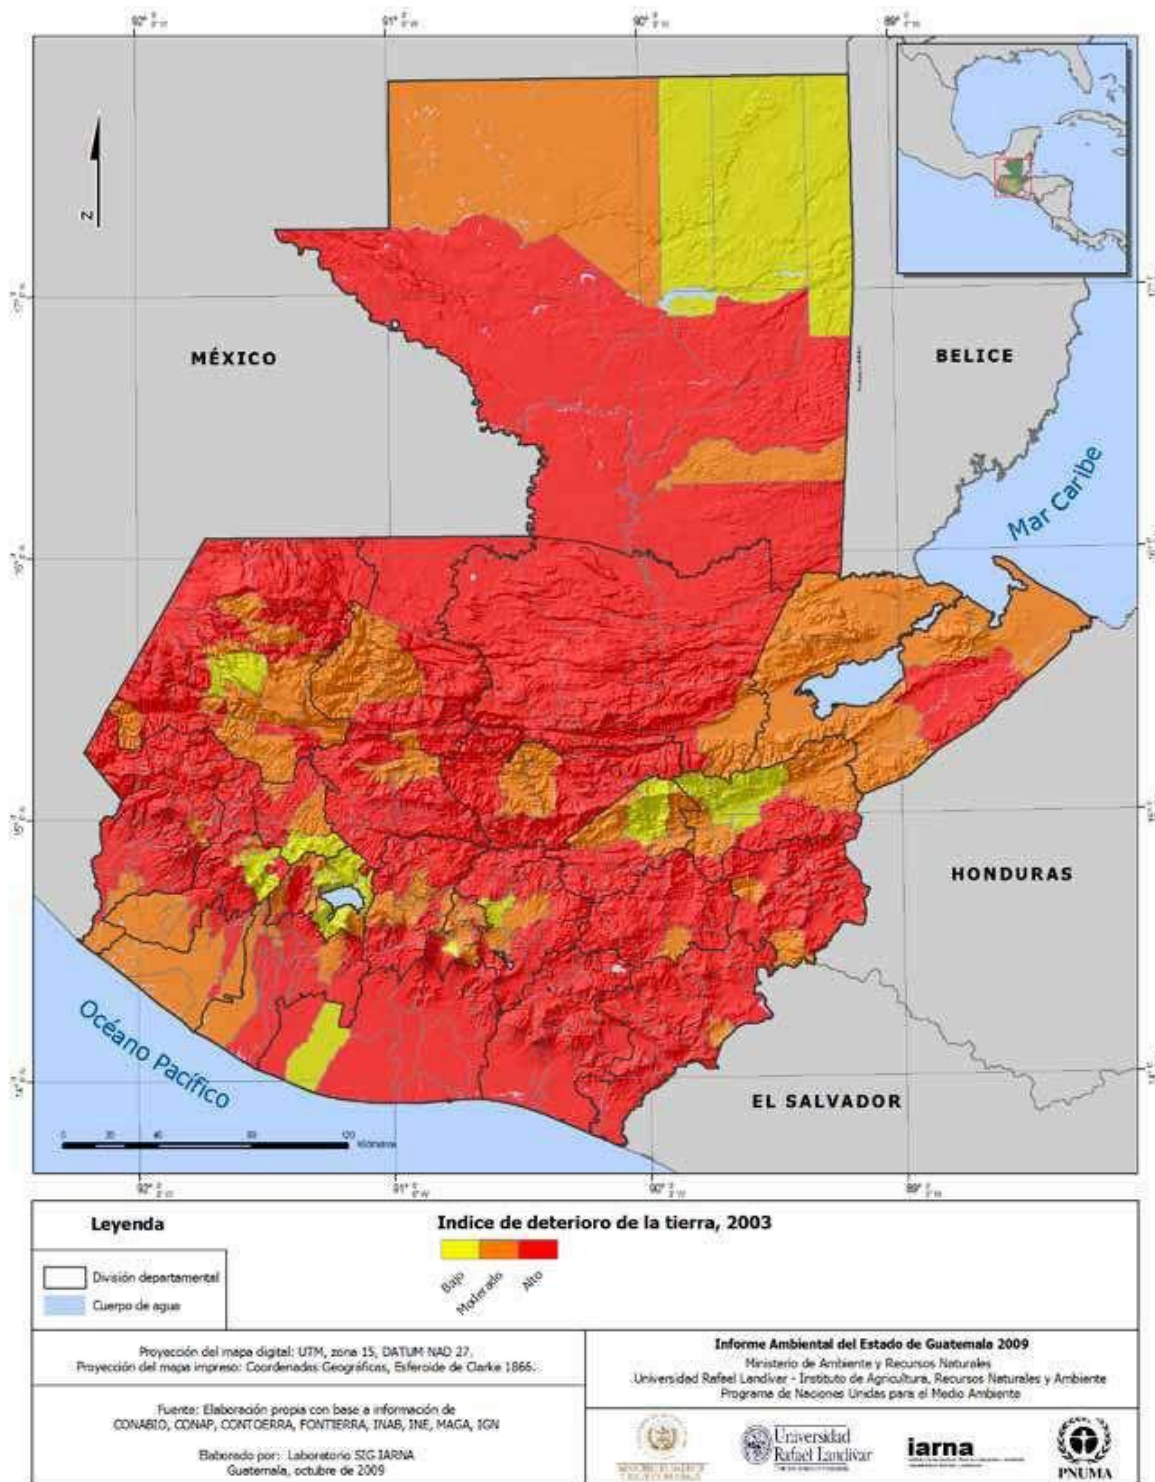 MÉXICO
BELICE
Mar Caribe
HONDURAS
Océano Pacífico
EL SALVADOR
Leyenda
División departamental
Cuerpo de agua
Indice de deterioro de la tierra, 2003
Bajo
Moderado
Alto
Proyección del mapa digital: UTM, zona 15, DATUM NAD 27.
Proyección del mapa impreso: Coordenadas Geográficas, Esferoide de Clarke 1866.
Fuente: Elaboración propia con base a información de
CONABIO, CONAP, CONTOERRA, FONTIERRA, INAB, INE, MAGA, IGN
Elaborado por: Laboratorio SIG IARNA
Guatemala, octubre de 2009
Informe Ambiental del Estado de Guatemala 2009
Ministerio de Ambiente y Recursos Naturales
Universidad Rafael Landívar - Instituto de Agricultura, Recursos Naturales y Ambiente
Programa de Naciones Unidas para el Medio Ambiente
Universidad
Rafael Landívar
iarna
PNUMA